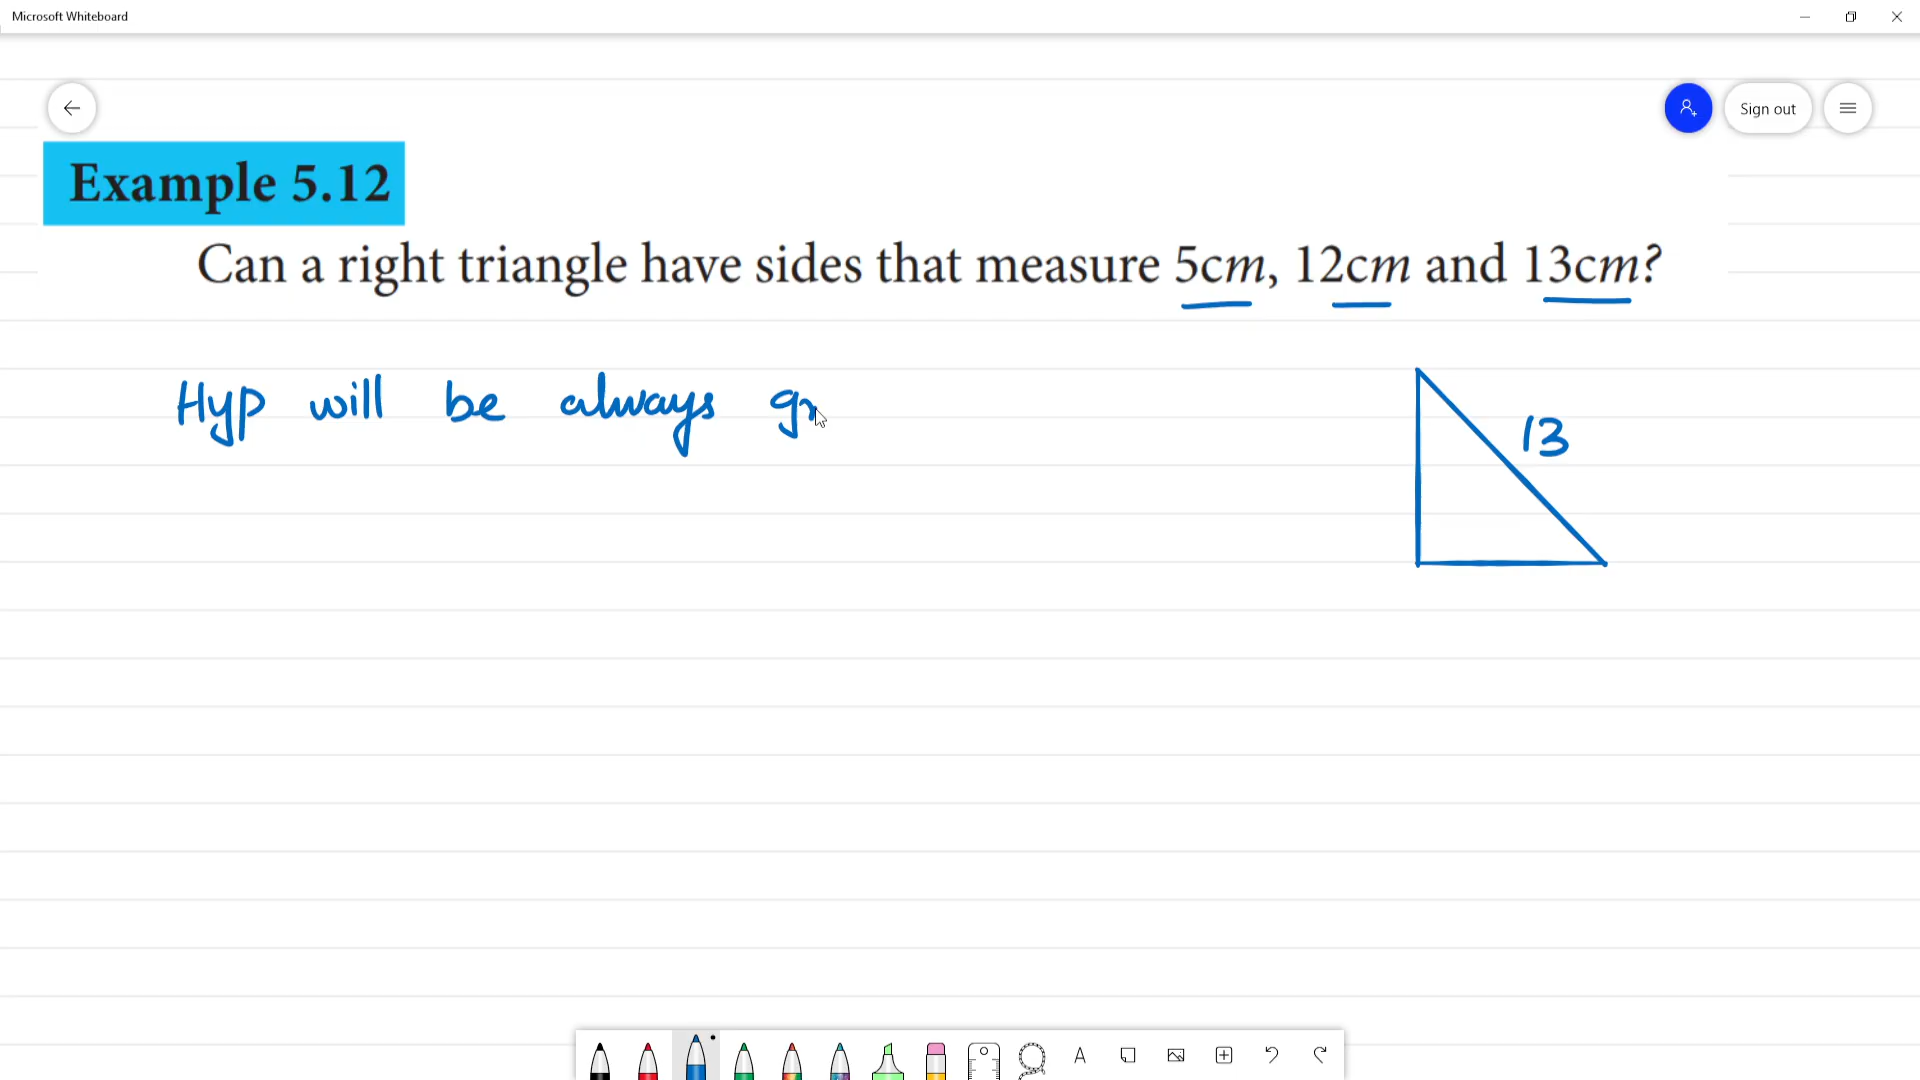 Microsoft Whiteboard
Sign out
Example 5.12
Can a right triangle have sides that measure 5cm, 12cm and 13cm?
Hyp will be always gr
13
A